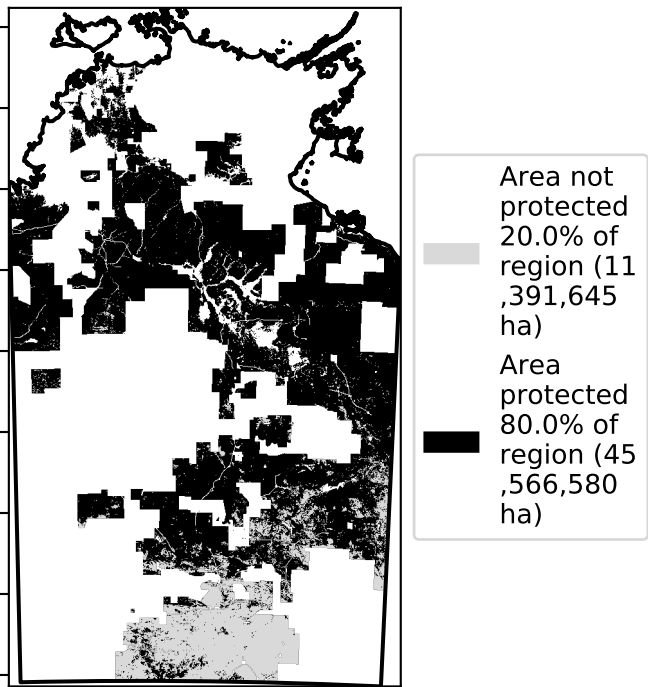 Area not
protected
20.0% of
region (11
,391,645
ha)
Area
protected
80.0% of
region (45
,566,580
ha)